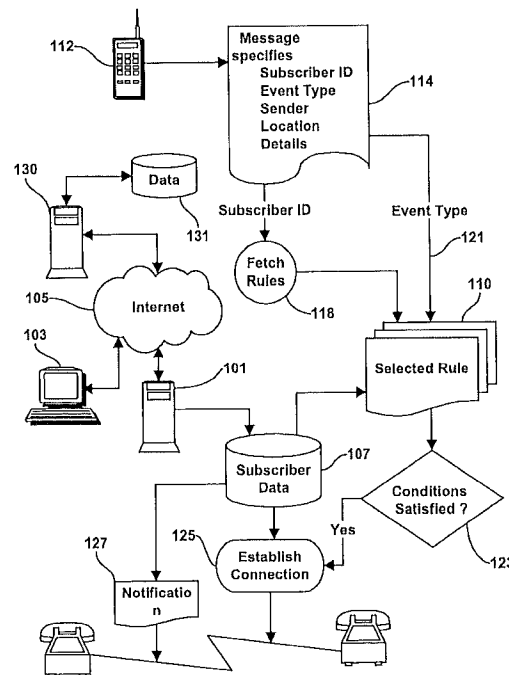 112
Message
specifies
Subscriber ID
Event Type
Sender
Location
Details
114
130
Data
131
Subscriber ID
Event Type
121
105
Internet
Fetch
Rules
118
110
103
101
Selected Rule
Subscriber
Data
107
Conditions
Satisfied ?
123
Yes
125
Establish
Connection
127
Notificatio
n